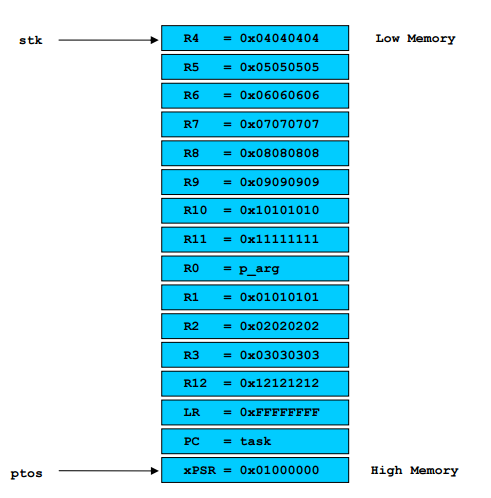 stk R4 = 0x04040404 Low Memory
R5 = 0x05050505
R6 = 0x06060606
R7 = 0x07070707
R8 = 0x08080808
R9 = 0x09090909
R10 = 0x10101010
R11 = 0x11111111
R0 = p_arg
R1 = 0x01010101
R2 = 0x02020202
R3 = 0x03030303
R12 = 0x12121212
LR = 0xFFFFFFFF
PC = task
ptos xPSR = 0x01000000 High Memory